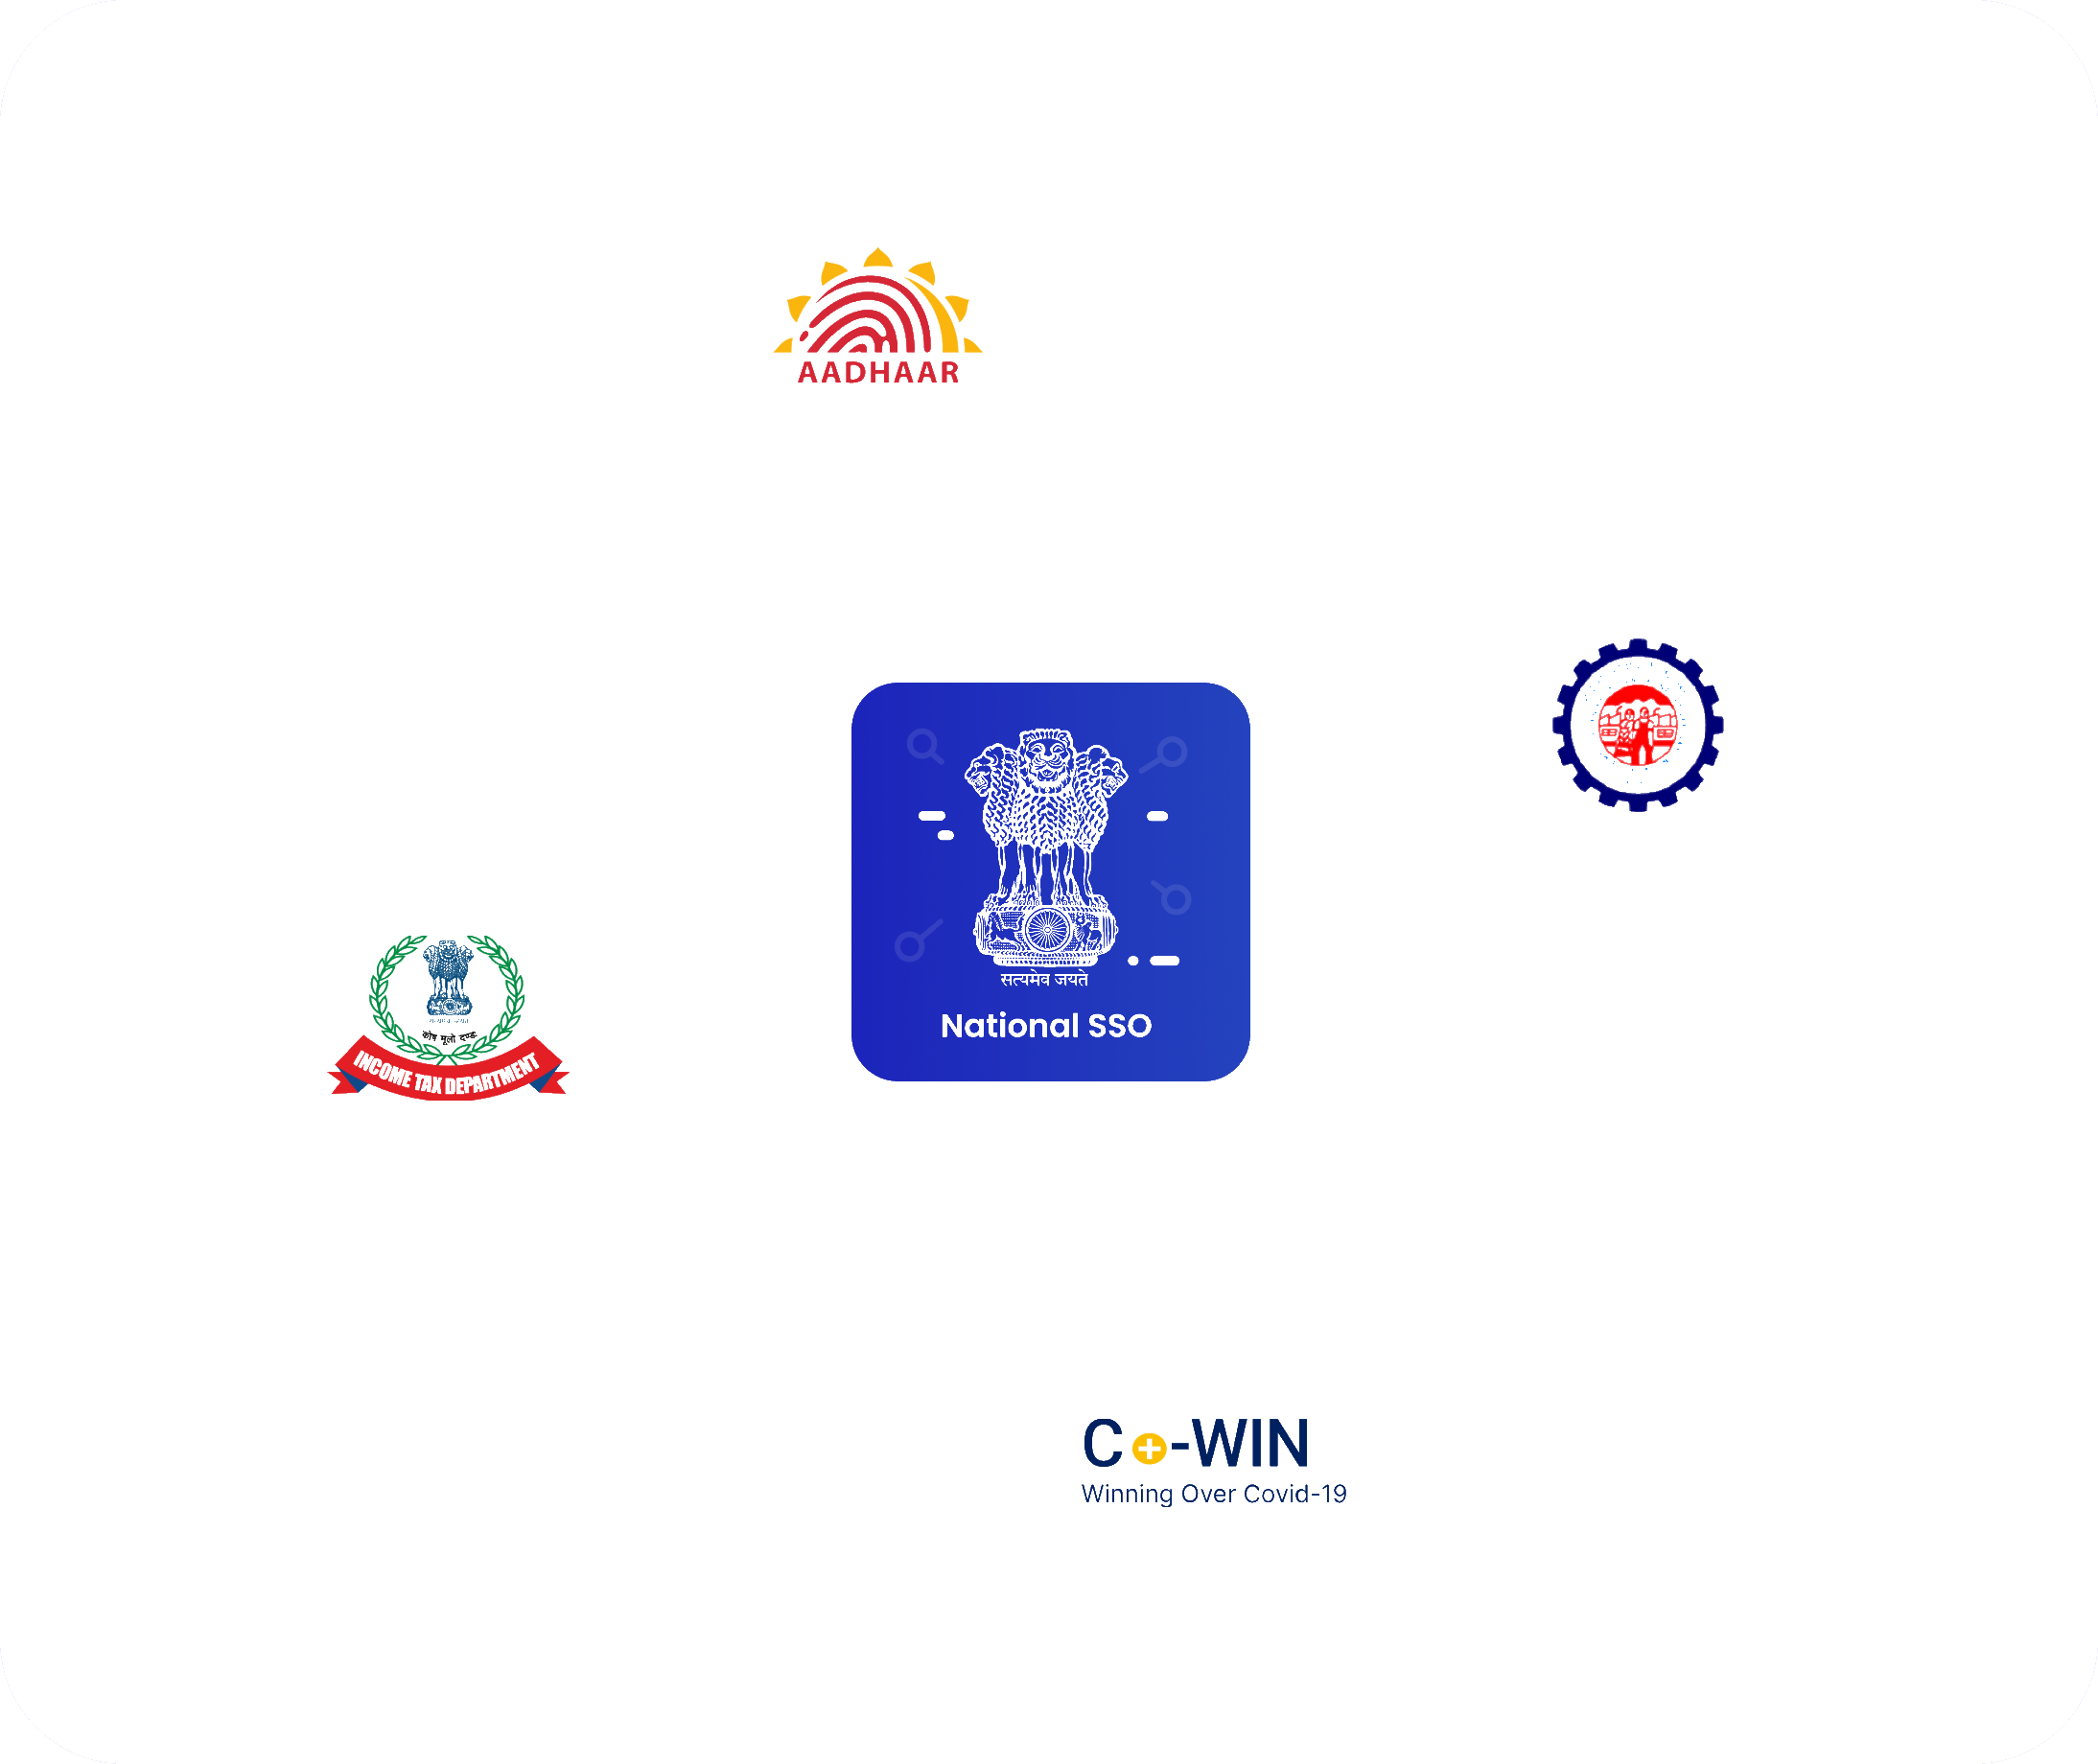 AADHAAR
सत्यमेव जयते
National SSO
कोष मूलो दण्डः
INCOME TAX DEPARTMENT
Co-WIN
Winning Over Covid-19